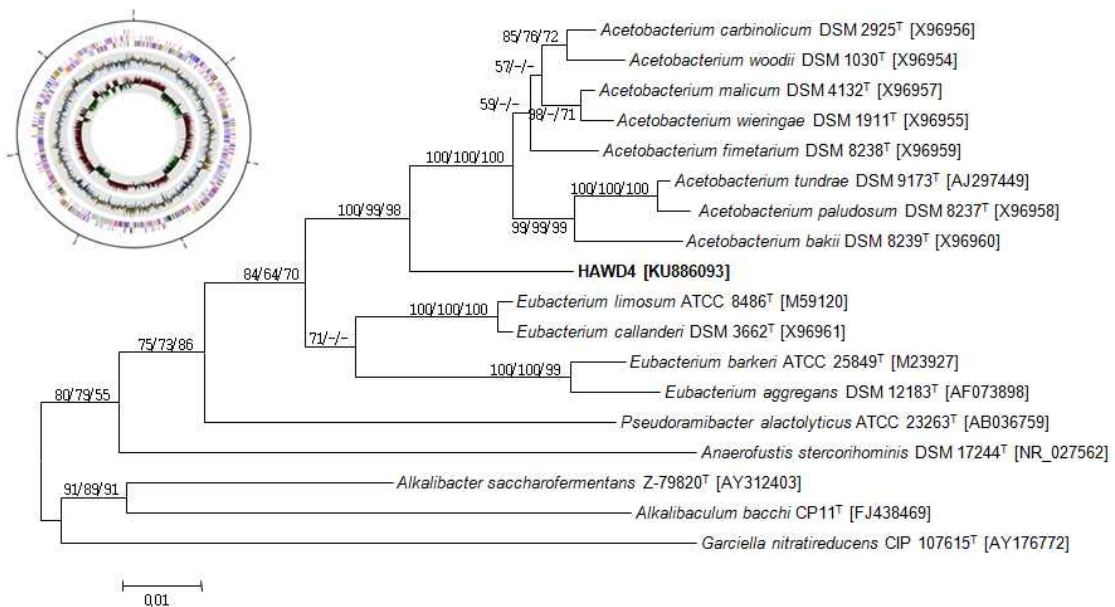 Acetobacterium carbinolicum DSM 2925T [X96956]
85/76/72
Acetobacterium woodii DSM 1030T [X96954]
57/-/-
Acetobacterium malicum DSM 4132T [X96957]
59/-/-
98/-/71
Acetobacterium wieringae DSM 1911T [X96955]
Acetobacterium fimetarium DSM 8238T [X96959]
100/100/100
Acetobacterium tundrae DSM 9173T [AJ297449]
100/100/100
Acetobacterium paludosum DSM 8237T [X96958]
100/99/98
99/99/99
Acetobacterium bakii DSM 8239T [X96960]
HAWD4 [KU886093]
84/64/70
Eubacterium limosum ATCC 8486T [M59120]
100/100/100
Eubacterium callanderi DSM 3662T [X96961]
71/-/-
75/73/86
Eubacterium barkeri ATCC 25849T [M23927]
100/100/99
Eubacterium aggregans DSM 12183T [AF073898]
80/79/55
Pseudoramibacter alactolyticus ATCC 23263T [AB036759]
Anaerofustis stercorihominis DSM 17244T [NR_027562]
91/89/91
Alkalibacter saccharofermentans Z-79820T [AY312403]
Alkalibaculum bacchi CP11T [FJ438469]
Garciella nitratireducens CIP 107615T [AY176772]
0.01